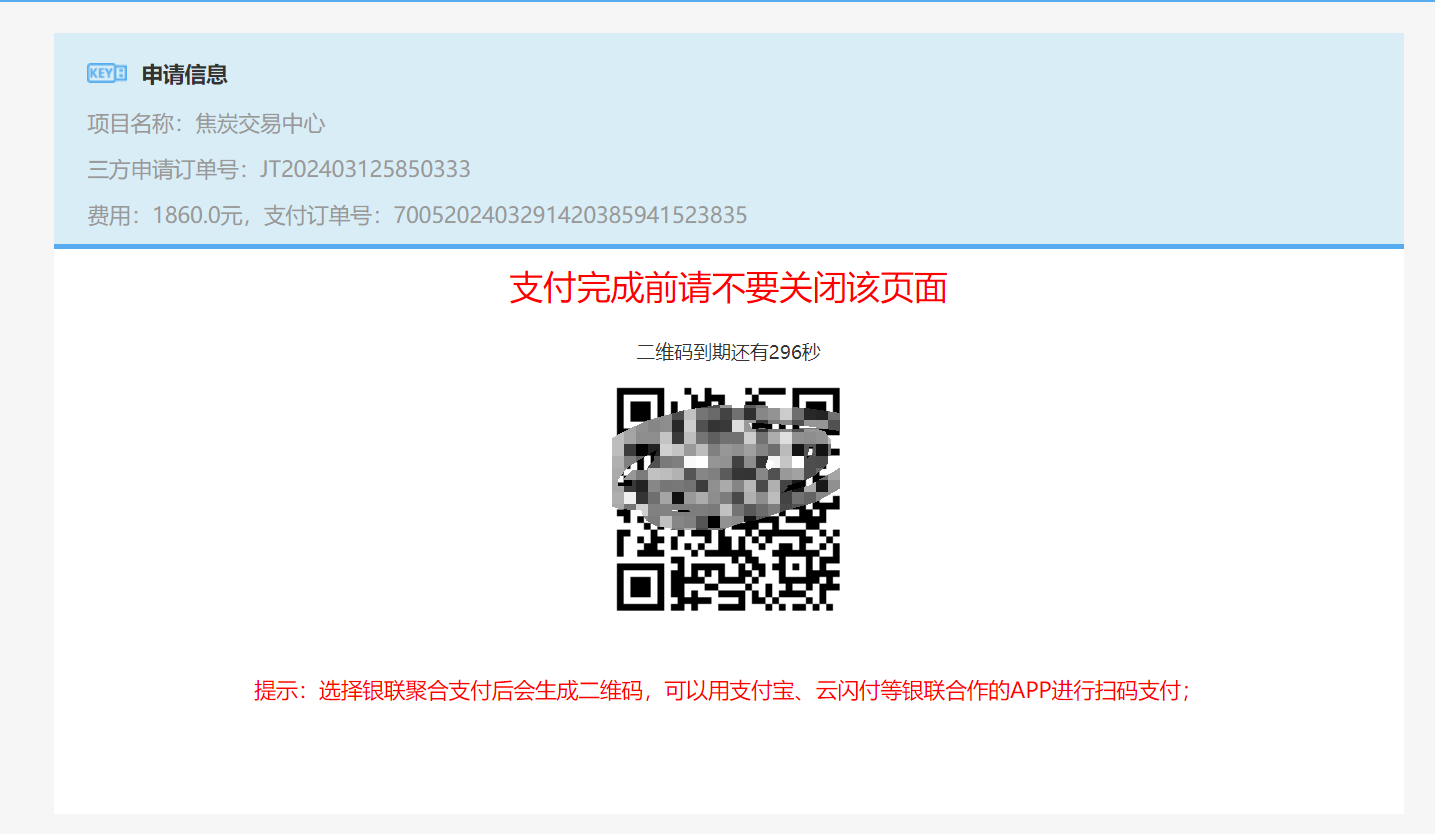 KEY 申请信息
项目名称：焦炭交易中心
三方申请订单号：JT202403125850333
费用：1860.0元，支付订单号：7005202403291420385941523835
支付完成前请不要关闭该页面
二维码到期还有296秒
提示：选择银联聚合支付后会生成二维码，可以用支付宝、云闪付等银联合作的APP进行扫码支付；